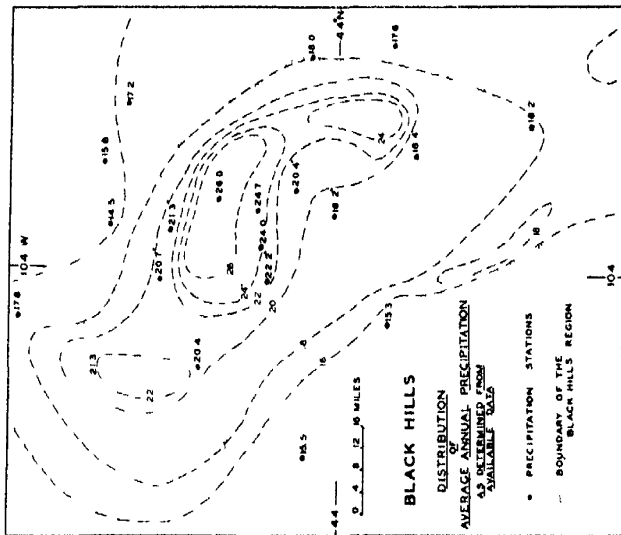 17.8
104 W
21.3
14.5
15.8
17.2
22
20.7
21.3
20.4
26.0
26
24
22
24.0
24.7
22.2
20
20.4
15.5
18.0
16
44
18.2
44N
0 4 8 12 16 MILES
24
15.3
17.6
BLACK HILLS
18.4
DISTRIBUTION
OF
AVERAGE ANNUAL PRECIPITATION
AS DETERMINED FROM
AVAILABLE DATA
• PRECIPITATION STATIONS
18.2
18
BOUNDARY OF THE
BLACK HILLS REGION
104